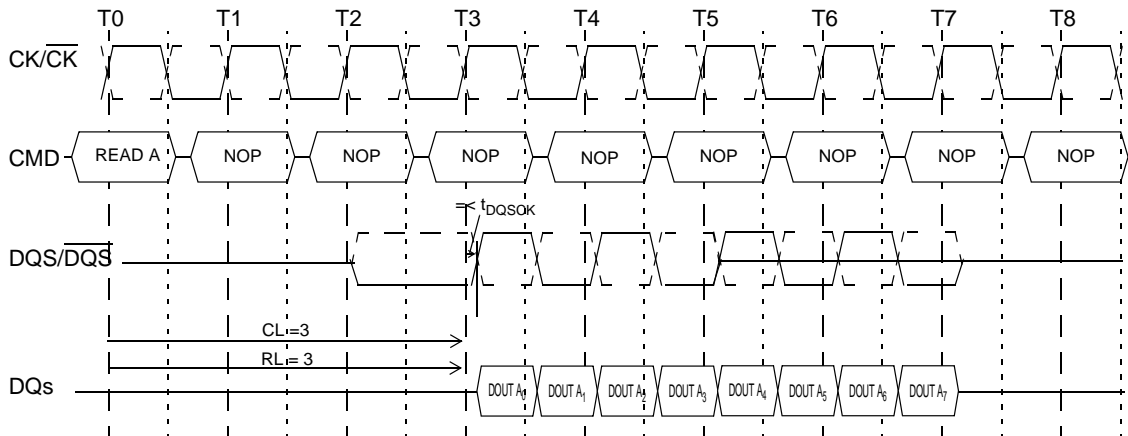 T0 T1 T2 T3 T4 T5 T6 T7 T8
CK/CK
CMD READ A NOP NOP NOP NOP NOP NOP NOP NOP
=< tDQSCK
DQS/DQS
CL =3
RL = 3
DQs DOUT A0 DOUT A1 DOUT A2 DOUT A3 DOUT A4 DOUT A5 DOUT A6 DOUT A7